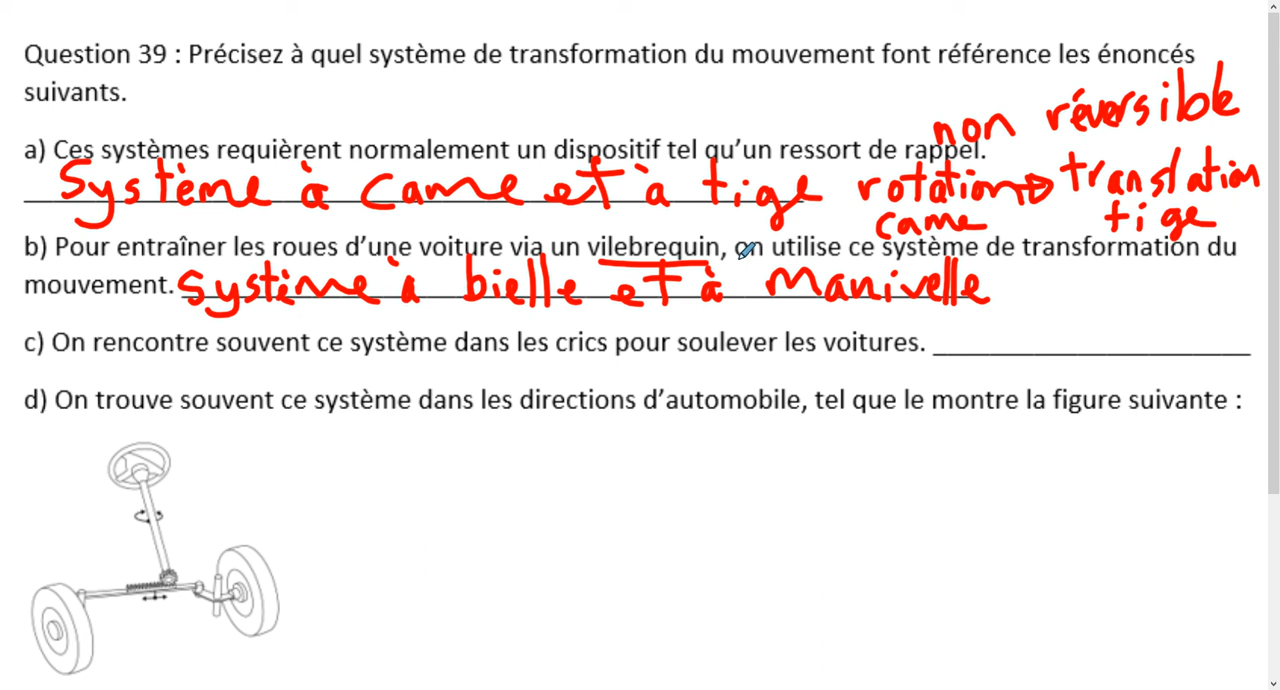 Question 39 : Précisez à quel système de transformation du mouvement font référence les énoncés
suivants.
non réversible
a) Ces systèmes requièrent normalement un dispositif tel qu’un ressort de rappel.
Système à came et à tige rotation → translation
came tige
b) Pour entraîner les roues d’une voiture via un vilebrequin, on utilise ce système de transformation du
mouvement. Système à bielle et à manivelle
c) On rencontre souvent ce système dans les crics pour soulever les voitures. ____________________
d) On trouve souvent ce système dans les directions d’automobile, tel que le montre la figure suivante :